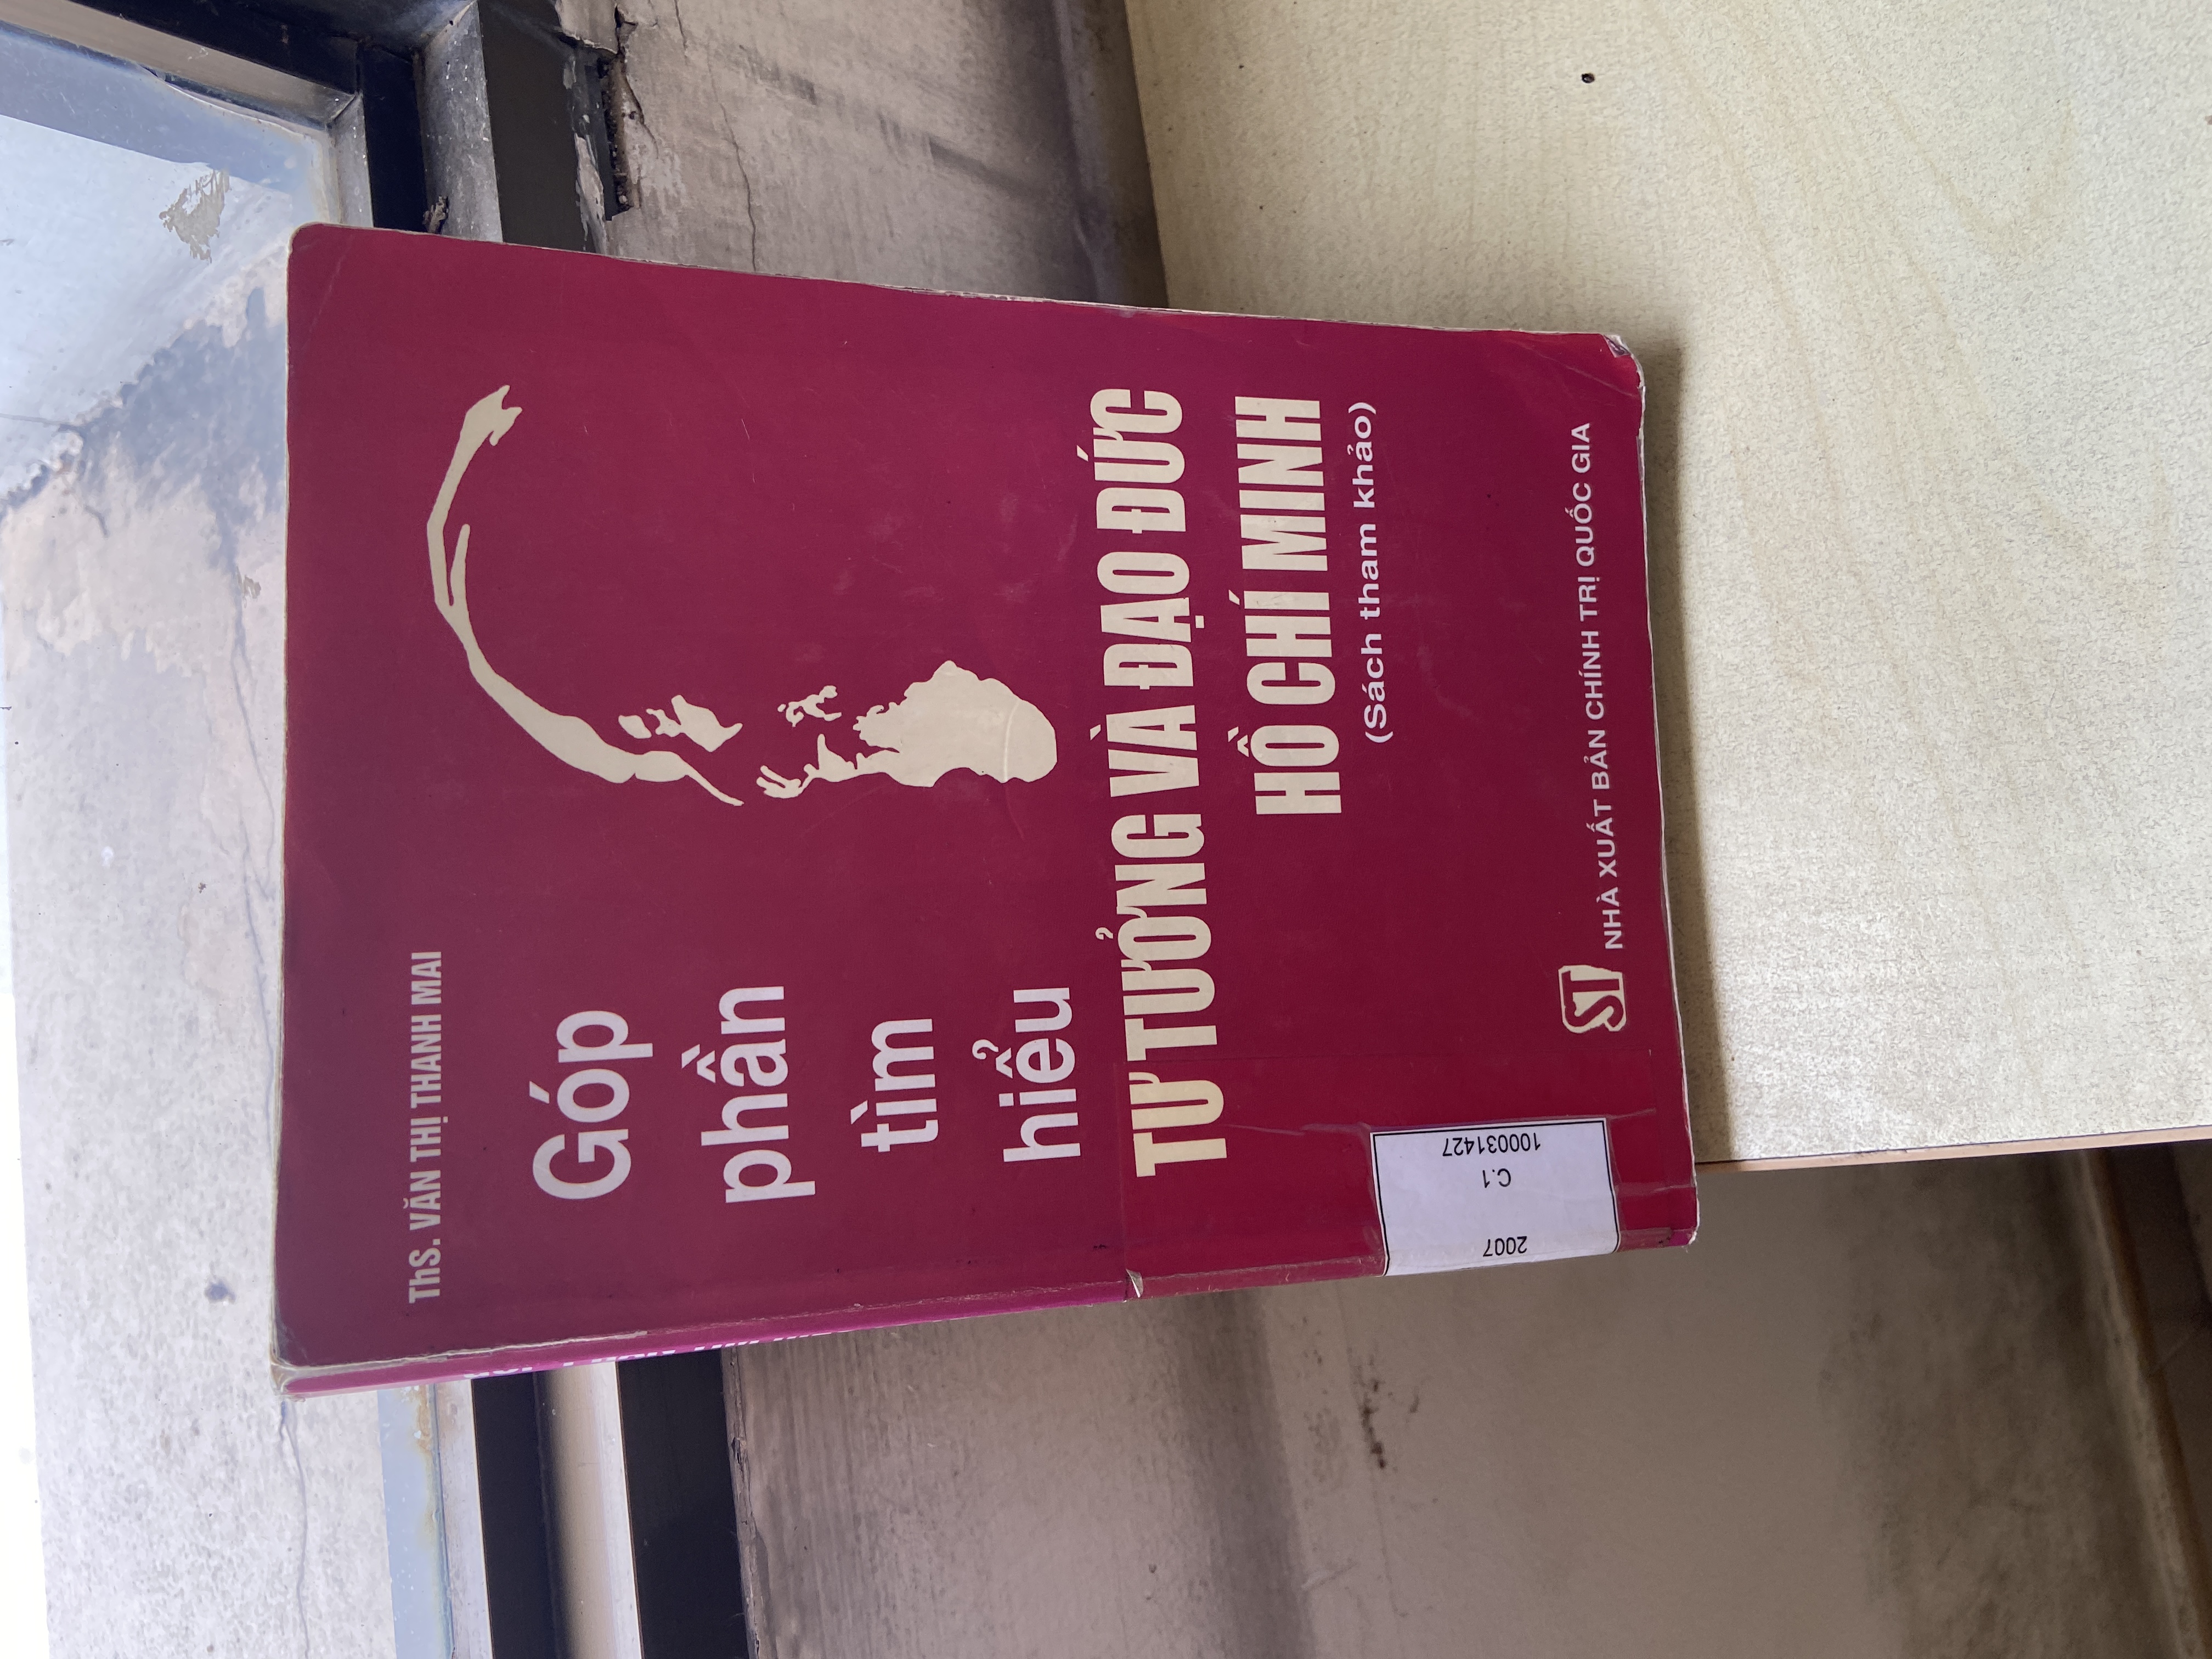 ThS. VĂN THỊ THANH MAI
Góp
phần
tìm
hiểu
TƯ TƯỞNG VÀ ĐẠO ĐỨC
HỒ CHÍ MINH
(Sách tham khảo)
2007
C.1
100031427
ST
NHÀ XUẤT BẢN CHÍNH TRỊ QUỐC GIA